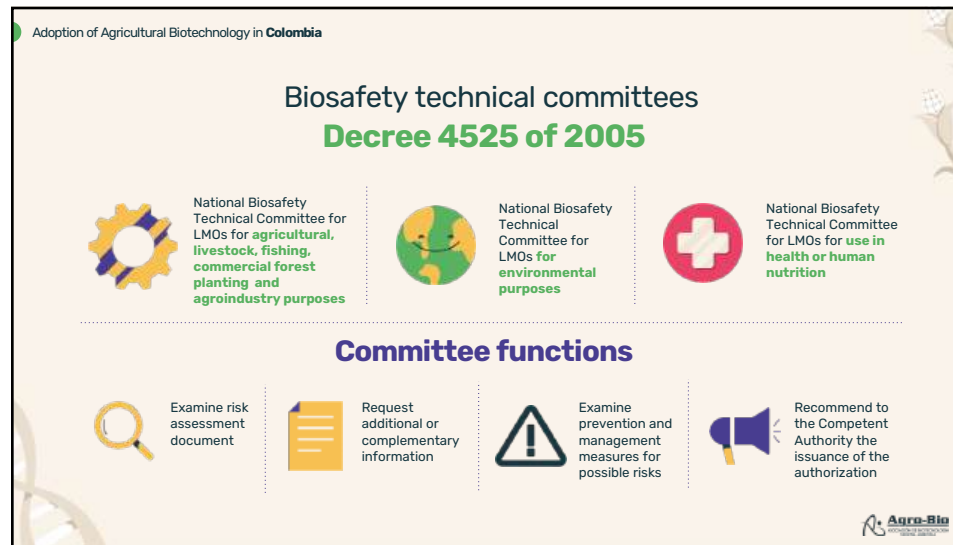 Adoption of Agricultural Biotechnology in Colombia
Biosafety technical committees
Decree 4525 of 2005
National Biosafety
Technical Committee for
LMOs for agricultural,
livestock, fishing,
commercial forest
planting and
agroindustry purposes
National Biosafety
Technical
Committee for
LMOs for
environmental
purposes
National Biosafety
Technical Committee
for LMOs for use in
health or human
nutrition
Committee functions
Examine risk
assessment
document
Request
additional or
complementary
information
Examine
prevention and
management
measures for
possible risks
Recommend to
the Competent
Authority the
issuance of the
authorization
Agro-Bio